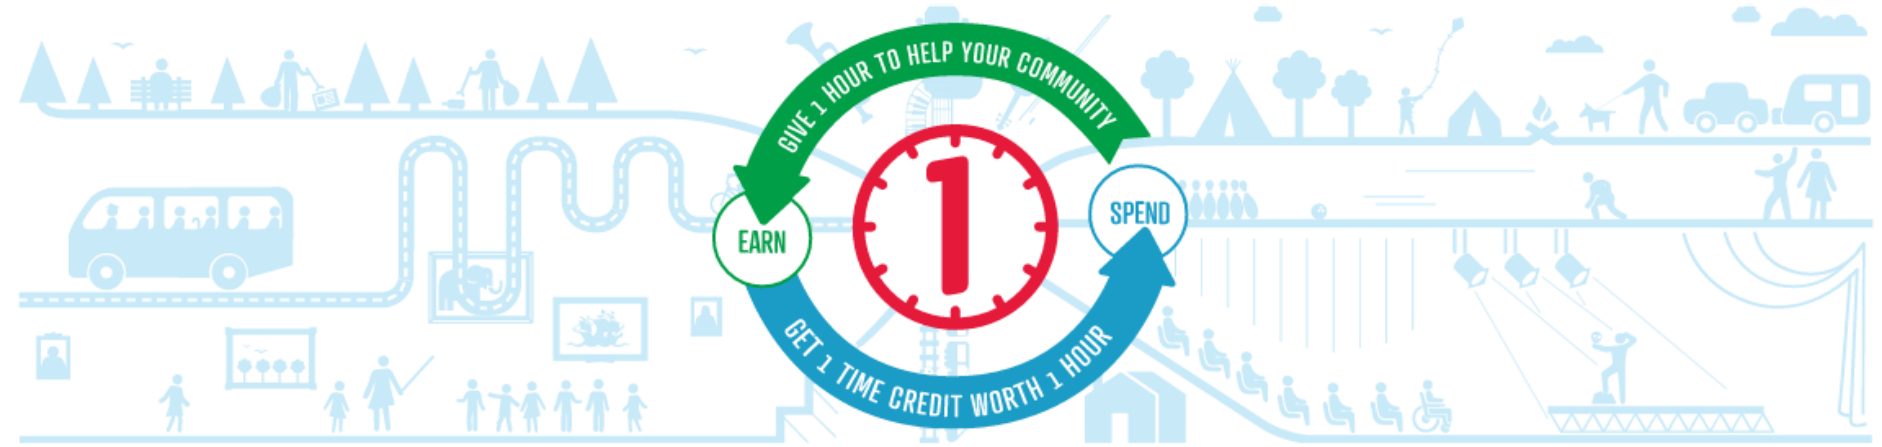 GIVE 1 HOUR TO HELP YOUR COMMUNITY
1
EARN
SPEND
GET 1 TIME CREDIT WORTH 1 HOUR